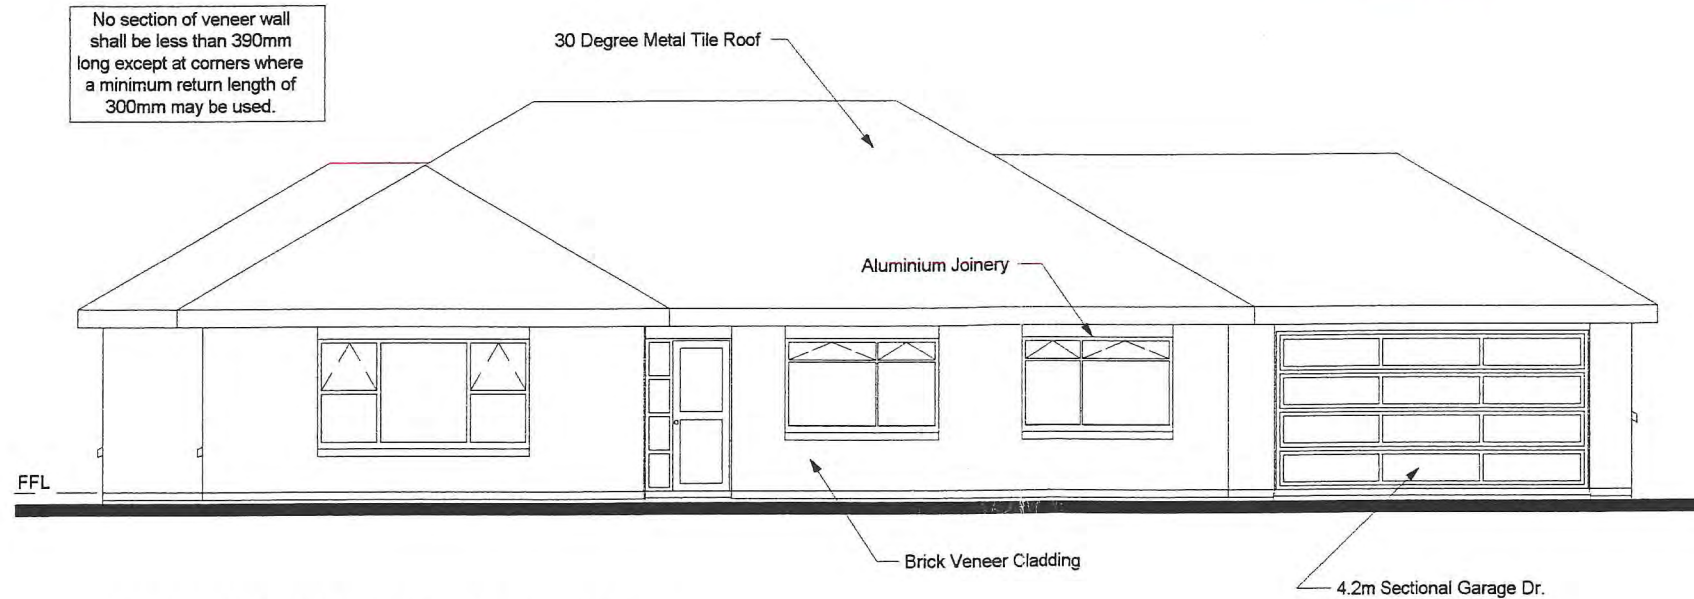 No section of veneer wall
shall be less than 390mm
long except at corners where
a minimum return length of
300mm may be used.
30 Degree Metal Tile Roof
Aluminium Joinery
FFL
Brick Veneer Cladding
4.2m Sectional Garage Dr.